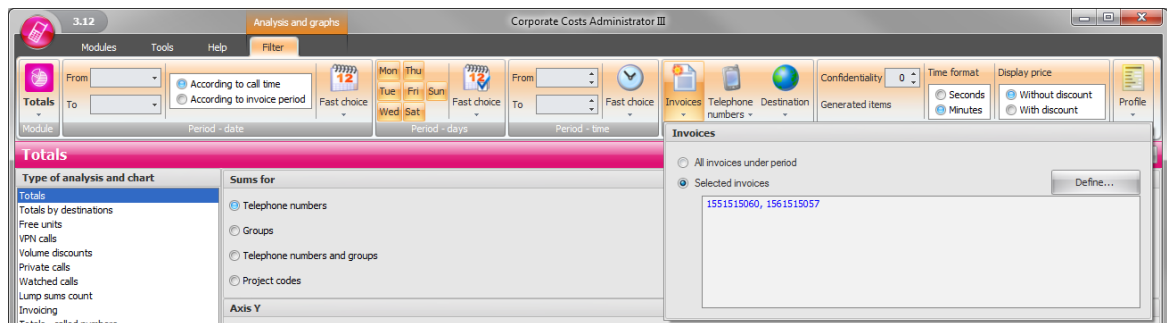 3.12
Analysis and graphs
Corporate Costs Administrator III
Modules Tools Help Filter
Totals
Module
From
To
According to call time
According to invoice period
12
Fast choice
Period - date
Mon Thu
Tue Fri Sun
Wed Sat
12
Fast choice
Period - days
From
To
Fast choice
Period - time
Invoices
Telephone numbers
Destination
Confidentiality 0
Generated items
Time format
Seconds
Minutes
Display price
Without discount
With discount
Profile
Invoices
All invoices under period
Selected invoices
Define...
1551515060, 1561515057
Totals
Type of analysis and chart
Totals
Totals by destinations
Free units
VPN calls
Volume discounts
Private calls
Watched calls
Lump sums count
Invoicing
Sums for
Telephone numbers
Groups
Telephone numbers and groups
Project codes
Axis Y